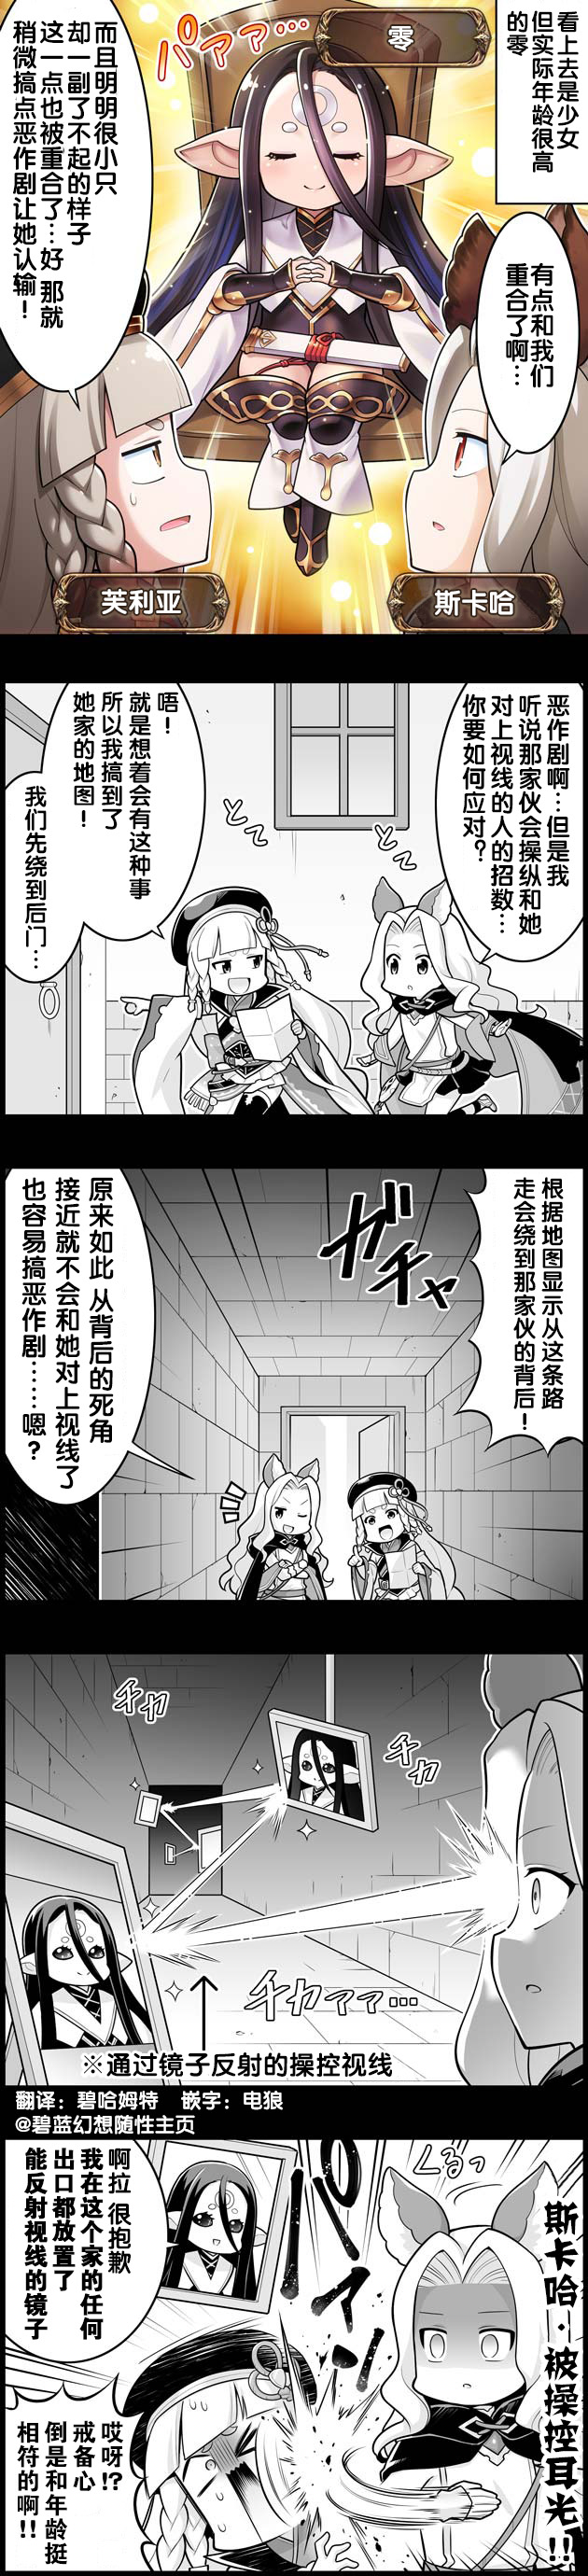 看上去是少女
但实际年龄很高
的零
零
パァァ…
有点和我们
重合了啊…
而且明明很小只
却一副了不起的样子
这一点也被重合了…好 那就
稍微搞点恶作剧让她认输！
芙利亚
斯卡哈
恶作剧啊…但是我
听说那家伙会操纵和她
对上视线的人的招数…
你要如何应对？
唔！
就是想着会有这种事
所以我搞到了
她家的地图！
我们先绕到后门…
とて
とて
根据地图显示从这条路
走会绕到那家伙的背后！
ガチャ
原来如此 从背后的死角
接近就不会和她对上视线了
也容易搞恶作剧……嗯？
チカ
チカ
チカァァ…
※通过镜子反射的操控视线
翻译：碧哈姆特　嵌字：电狼
@碧蓝幻想随性主页
くるっ
斯卡哈·被操控耳光!!
パァン
啊拉 很抱歉
我在这个家的任何
出口都放置了
能反射视线的镜子
哎呀!?
戒备心
倒是和年龄挺
相符的啊!!